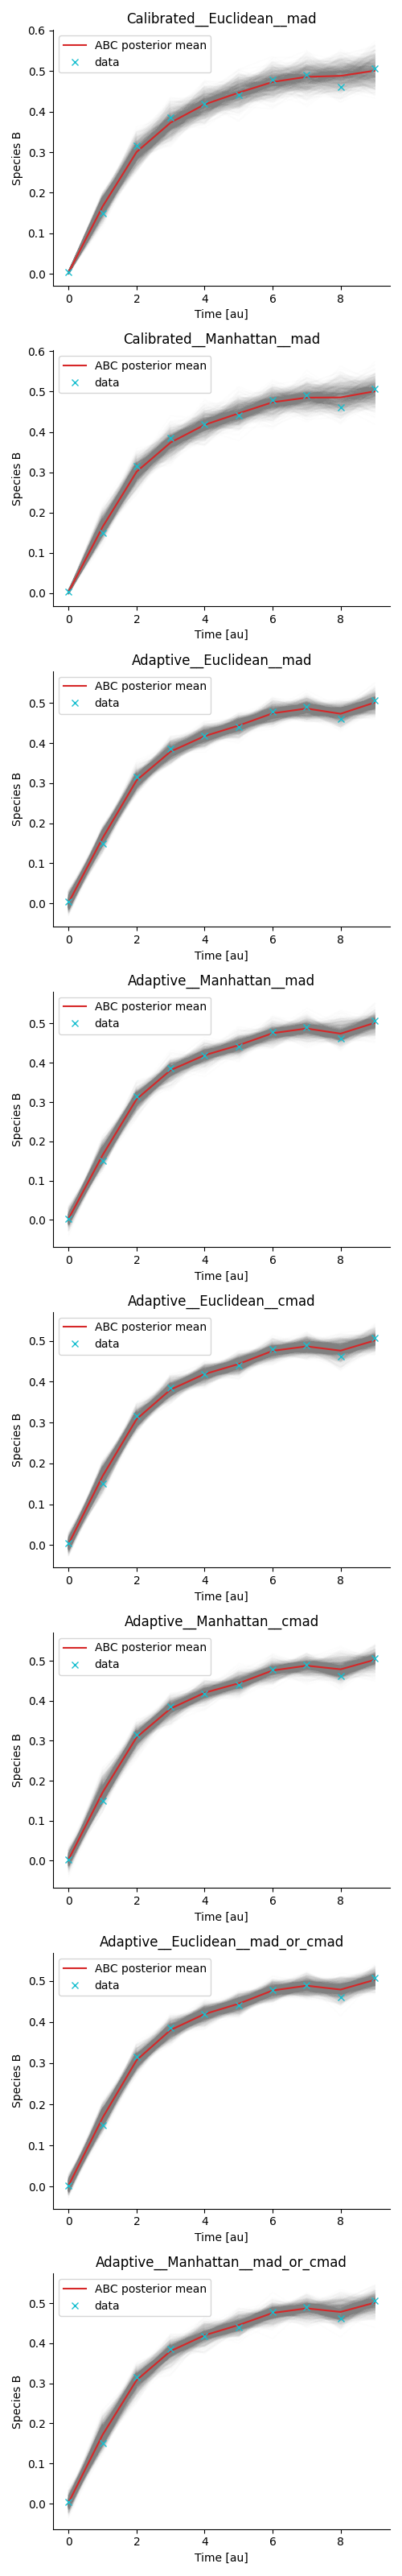 Calibrated__Euclidean__mad
0.6
0.5
0.4
0.3
0.2
0.1
0.0
Species B
ABC posterior mean
data
0 2 4 6 8
Time [au]
Calibrated__Manhattan__mad
0.6
0.5
0.4
0.3
0.2
0.1
0.0
Species B
ABC posterior mean
data
0 2 4 6 8
Time [au]
Adaptive__Euclidean__mad
0.5
0.4
0.3
0.2
0.1
0.0
Species B
ABC posterior mean
data
0 2 4 6 8
Time [au]
Adaptive__Manhattan__mad
0.5
0.4
0.3
0.2
0.1
0.0
Species B
ABC posterior mean
data
0 2 4 6 8
Time [au]
Adaptive__Euclidean__cmad
0.5
0.4
0.3
0.2
0.1
0.0
Species B
ABC posterior mean
data
0 2 4 6 8
Time [au]
Adaptive__Manhattan__cmad
0.5
0.4
0.3
0.2
0.1
0.0
Species B
ABC posterior mean
data
0 2 4 6 8
Time [au]
Adaptive__Euclidean__mad_or_cmad
0.5
0.4
0.3
0.2
0.1
0.0
Species B
ABC posterior mean
data
0 2 4 6 8
Time [au]
Adaptive__Manhattan__mad_or_cmad
0.5
0.4
0.3
0.2
0.1
0.0
Species B
ABC posterior mean
data
0 2 4 6 8
Time [au]